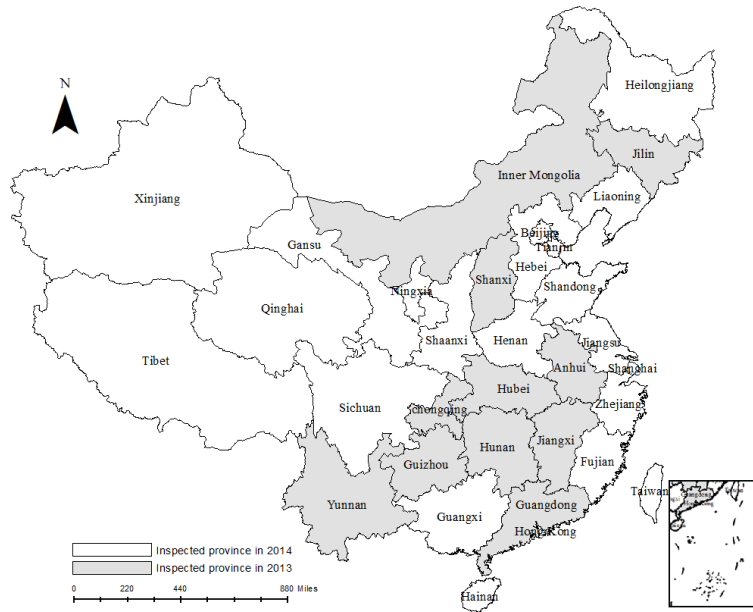 N
Heilongjiang
Jilin
Inner Mongolia
Liaoning
Xinjiang
Beijing
Tianjin
Gansu
Hebei
Shanxi
Shandong
Ningxia
Qinghai
Shaanxi
Henan
Jiangsu
Tibet
Anhui
Shanghai
Hubei
Zhejiang
Sichuan
chongqing
Hunan
Jiangxi
Guizhou
Fujian
Taiwan
Yunnan
Guangdong
Guangxi
Hong Kong
Hainan
Guangdong
Inspected province in 2014
Inspected province in 2013
0 220 440 880 Miles